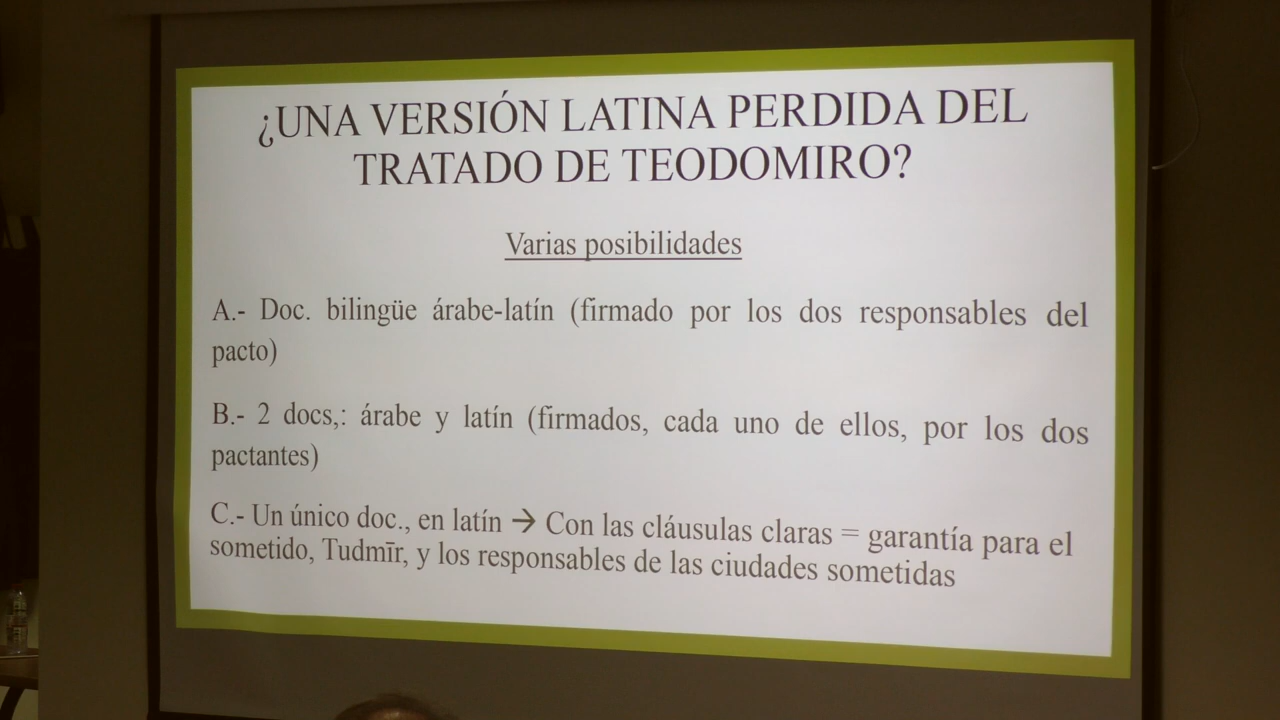 ¿UNA VERSIÓN LATINA PERDIDA DEL
TRATADO DE TEODOMIRO?
Varias posibilidades
A.- Doc. bilingüe árabe-latín (firmado por los dos responsables del
pacto)
B.- 2 docs,: árabe y latín (firmados, cada uno de ellos, por los dos
pactantes)
C.- Un único doc., en latín → Con las cláusulas claras = garantía para el
sometido, Tudmīr, y los responsables de las ciudades sometidas